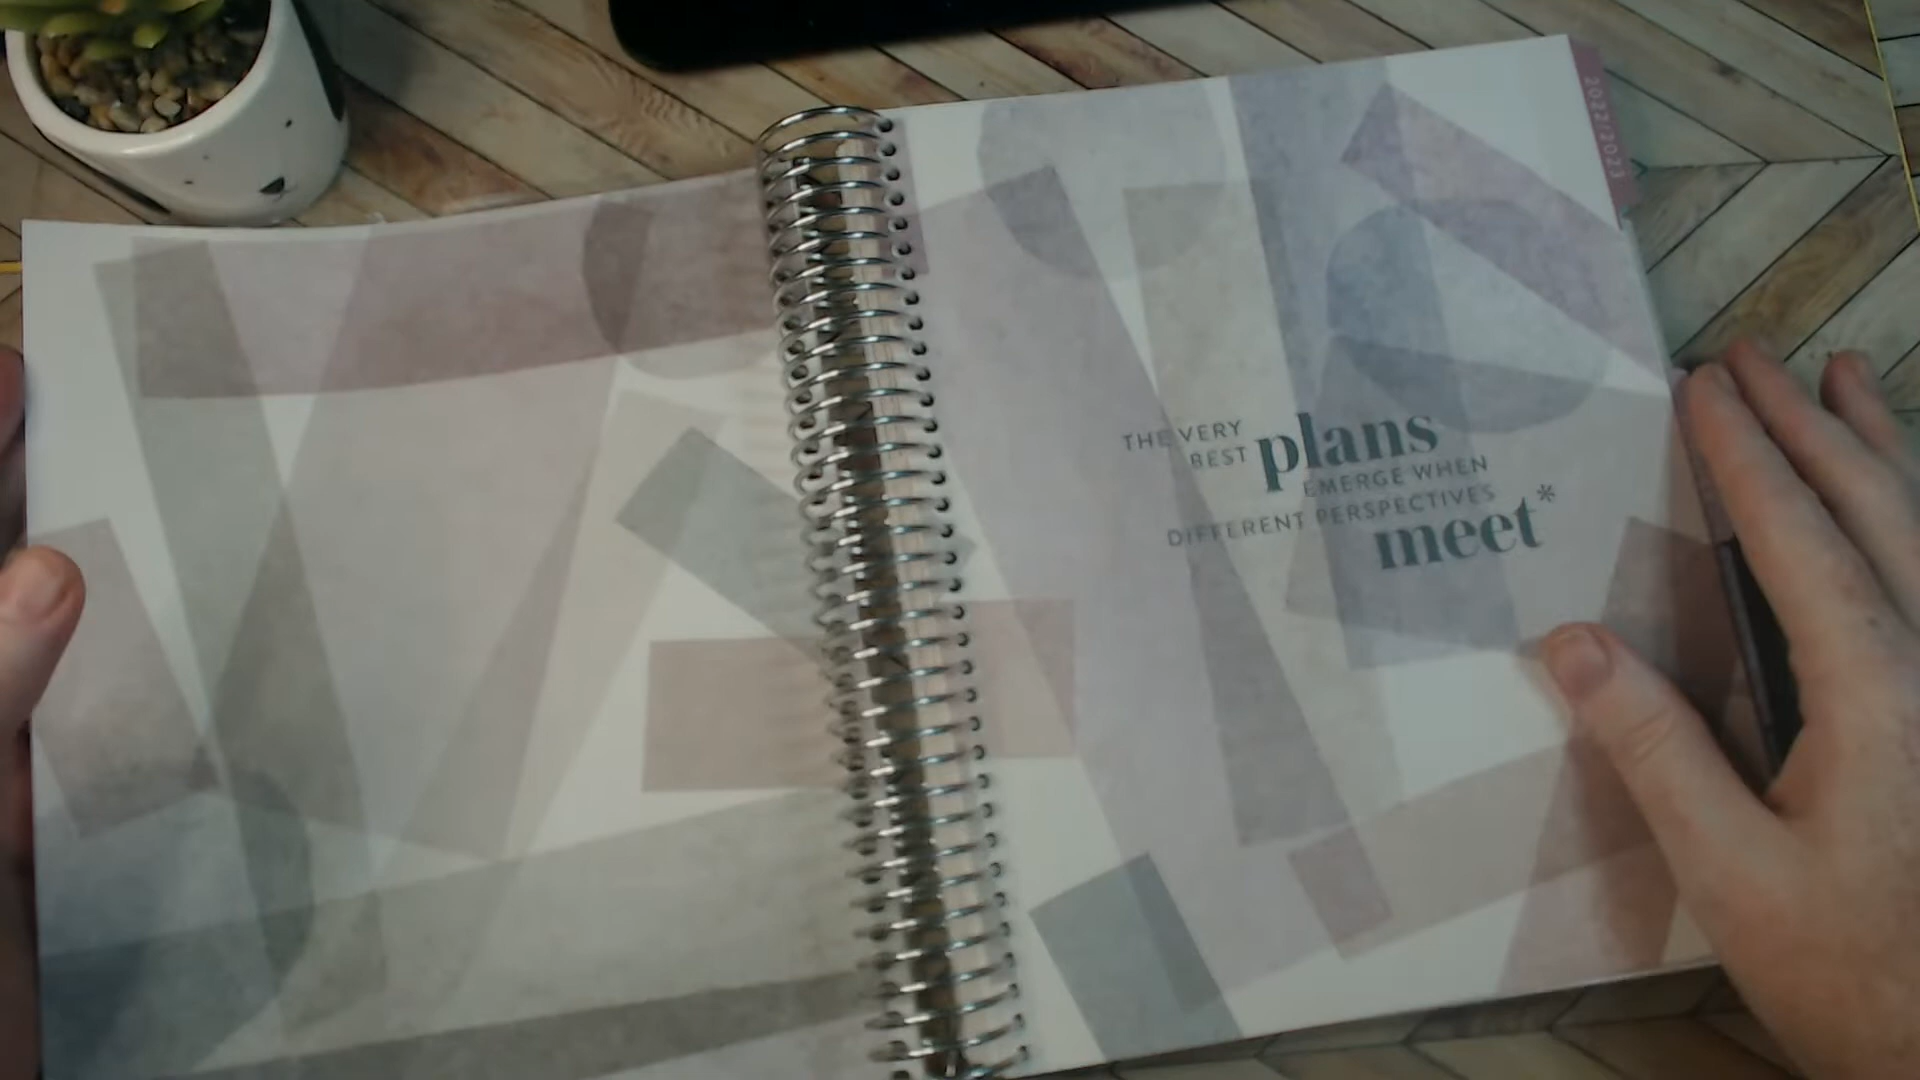 2022/2023
THE VERY
BEST plans
EMERGE WHEN
DIFFERENT PERSPECTIVES
meet*